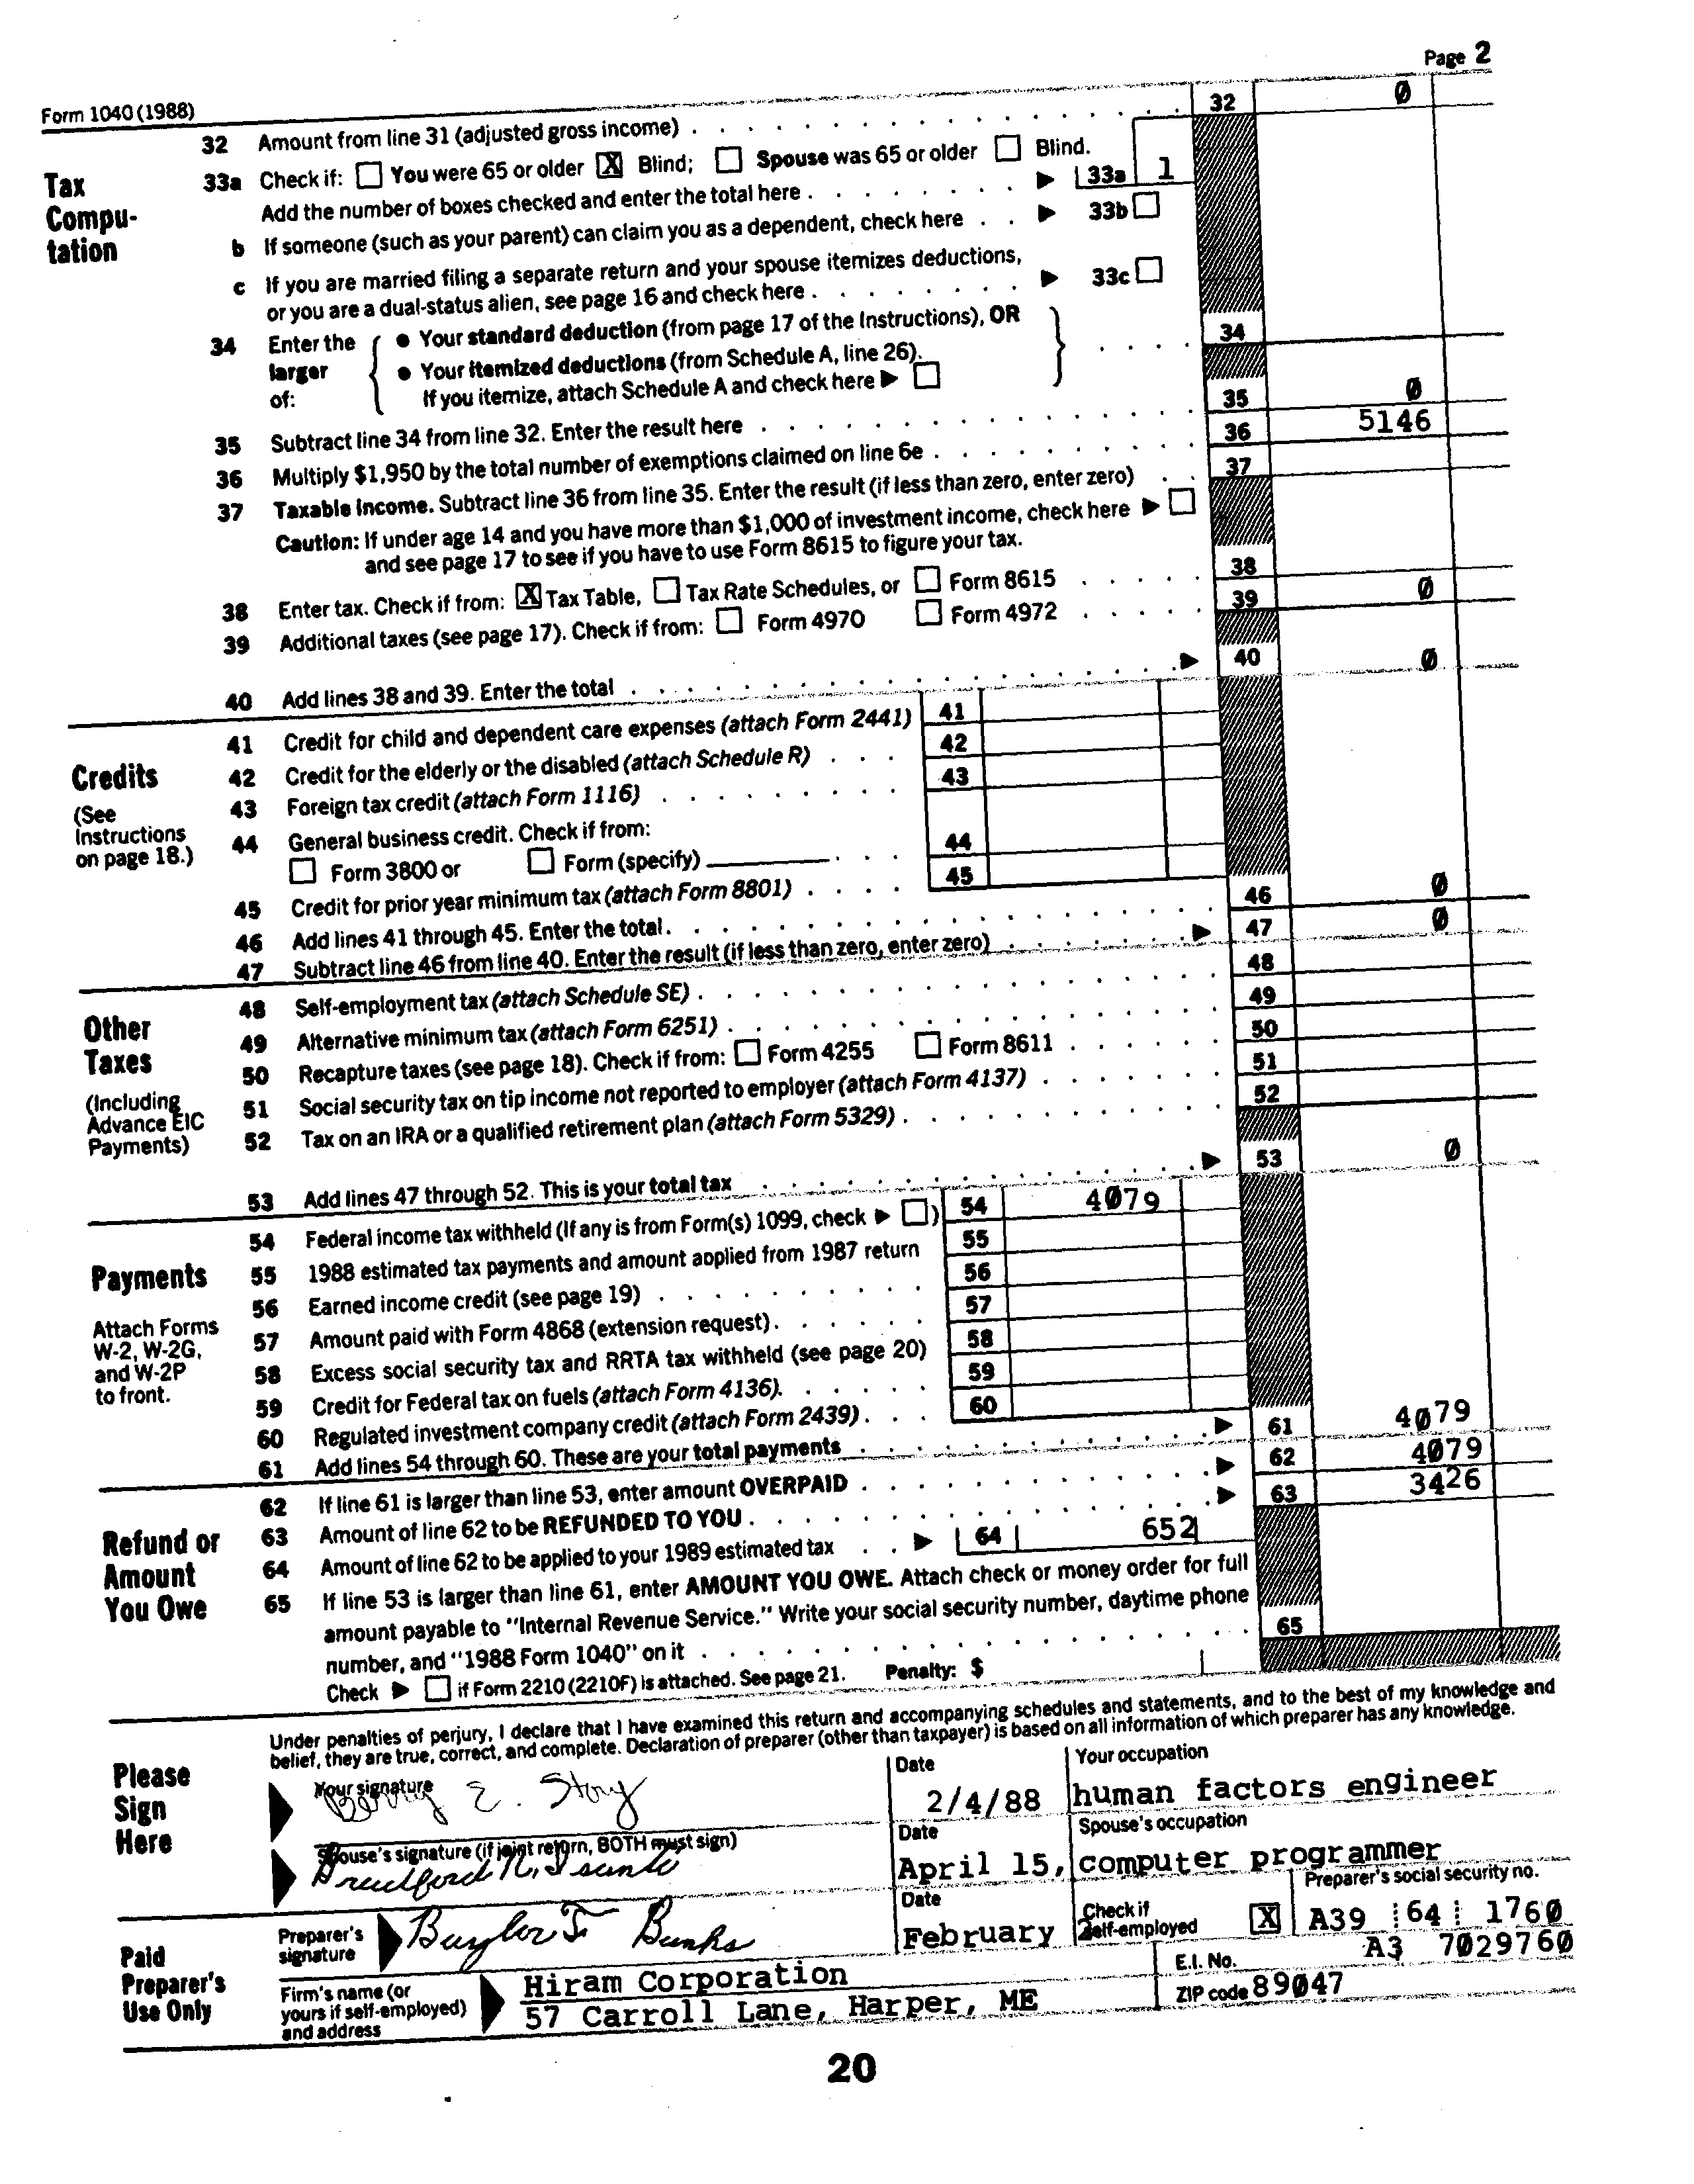 Page 2
Form 1040 (1988)
32 Amount from line 31 (adjusted gross income) . . . 32 0
Tax Compu- tation
33a Check if: ☐ You were 65 or older ☒ Blind; ☐ Spouse was 65 or older ☐ Blind.
Add the number of boxes checked and enter the total here . . . ▶ 33a 1
b If someone (such as your parent) can claim you as a dependent, check here . . ▶ 33b ☐
c If you are married filing a separate return and your spouse itemizes deductions,
or you are a dual-status alien, see page 16 and check here . . . ▶ 33c ☐
34 Enter the larger of:
● Your standard deduction (from page 17 of the Instructions), OR
● Your itemized deductions (from Schedule A, line 26).
If you itemize, attach Schedule A and check here ▶ ☐
34
35 Subtract line 34 from line 32. Enter the result here . . . 35 0
36 Multiply $1,950 by the total number of exemptions claimed on line 6e . . . 36 5146
37 Taxable income. Subtract line 36 from line 35. Enter the result (if less than zero, enter zero) . . 37
Caution: If under age 14 and you have more than $1,000 of investment income, check here ▶ ☐
and see page 17 to see if you have to use Form 8615 to figure your tax.
38 Enter tax. Check if from: ☒ Tax Table, ☐ Tax Rate Schedules, or ☐ Form 8615 . . . 38
39 Additional taxes (see page 17). Check if from: ☐ Form 4970 ☐ Form 4972 . . . 39 0
40 Add lines 38 and 39. Enter the total . . . ▶ 40 0
Credits
(See Instructions on page 18.)
41 Credit for child and dependent care expenses (attach Form 2441) 41
42 Credit for the elderly or the disabled (attach Schedule R) . . . 42
43 Foreign tax credit (attach Form 1116) . . . 43
44 General business credit. Check if from:
☐ Form 3800 or ☐ Form (specify) . . . 44
45 Credit for prior year minimum tax (attach Form 8801) . . . 45
46 Add lines 41 through 45. Enter the total . . . 46 0
47 Subtract line 46 from line 40. Enter the result (if less than zero, enter zero) . . . ▶ 47 0
Other Taxes
(Including Advance EIC Payments)
48 Self-employment tax (attach Schedule SE) . . . 48
49 Alternative minimum tax (attach Form 6251) . . . 49
50 Recapture taxes (see page 18). Check if from: ☐ Form 4255 ☐ Form 8611 . . . 50
51 Social security tax on tip income not reported to employer (attach Form 4137) . . . 51
52 Tax on an IRA or a qualified retirement plan (attach Form 5329) . . . 52
53 Add lines 47 through 52. This is your total tax . . . ▶ 53 0
Payments
Attach Forms W-2, W-2G, and W-2P to front.
54 Federal income tax withheld (If any is from Form(s) 1099, check ▶ ☐) 54 4079
55 1988 estimated tax payments and amount applied from 1987 return 55
56 Earned income credit (see page 19) . . . 56
57 Amount paid with Form 4868 (extension request) . . . 57
58 Excess social security tax and RRTA tax withheld (see page 20) 58
59 Credit for Federal tax on fuels (attach Form 4136). . . . 59
60 Regulated investment company credit (attach Form 2439) . . . 60
61 Add lines 54 through 60. These are your total payments . . . ▶ 61 4079
Refund or Amount You Owe
62 If line 61 is larger than line 53, enter amount OVERPAID . . . ▶ 62 4079
63 Amount of line 62 to be REFUNDED TO YOU . . . ▶ 63 3426
64 Amount of line 62 to be applied to your 1989 estimated tax . . ▶ 64 652
65 If line 53 is larger than line 61, enter AMOUNT YOU OWE. Attach check or money order for full
amount payable to "Internal Revenue Service." Write your social security number, daytime phone
number, and "1988 Form 1040" on it . . . 65
Check ▶ ☐ if Form 2210 (2210F) is attached. See page 21. Penalty: $
Please Sign Here
Under penalties of perjury, I declare that I have examined this return and accompanying schedules and statements, and to the best of my knowledge and
belief, they are true, correct, and complete. Declaration of preparer (other than taxpayer) is based on all information of which preparer has any knowledge.
Your signature E. Story
Date 2/4/88
Your occupation human factors engineer
Spouse's signature (if joint return, BOTH must sign)
Date April 15,
Spouse's occupation computer programmer
Paid Preparer's Use Only
Preparer's signature Banks
Date February 2
Check if self-employed ☒
Preparer's social security no. A39 64 1760
Firm's name (or yours if self-employed) and address
Hiram Corporation
57 Carroll Lane, Harper, ME
E.I. No. A3 7029760
ZIP code 89047
20